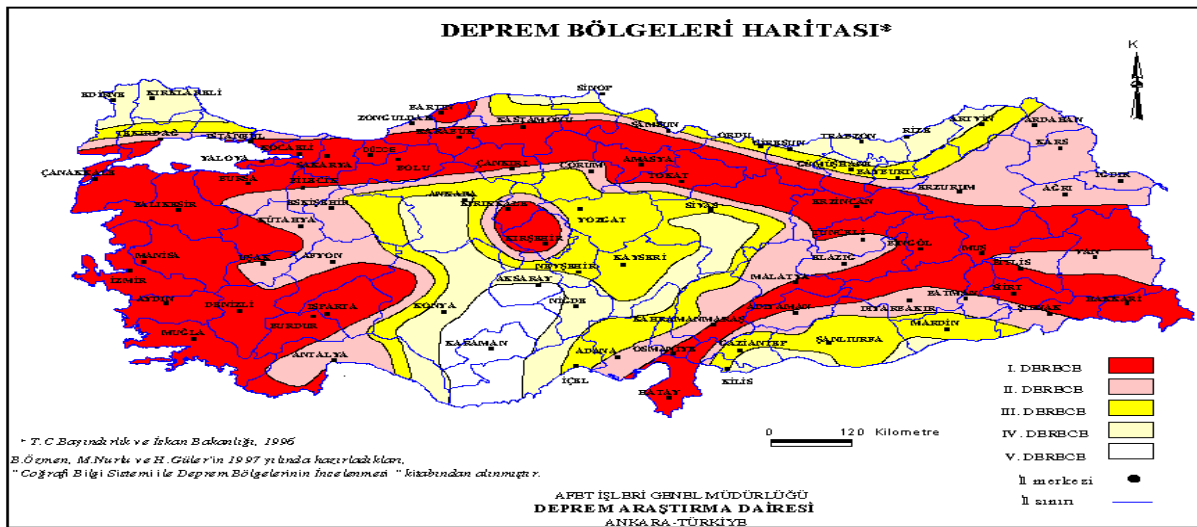 DEPREM BÖLGELERİ HARİTASI*
K
SİNOP
EDİRNE KIRKLARELİ
BARTIN
ZONGULDAK KASTAMONU
KARABÜK
SAMSUN
TEKİRDAĞ İSTANBUL
ORDU GİRESUN TRABZON RİZE ARTVİN ARDAHAN
KARS
KOCAELİ
YALOVA SAKARYA DÜZCE BOLU
ÇANKIRI ÇORUM AMASYA TOKAT
GÜMÜŞHANE BAYBURT
ÇANAKKALE
BURSA BİLECİK
ERZURUM AĞRI IĞDIR
BALIKESİR
ESKİŞEHİR
ANKARA KIRIKKALE
YOZGAT SİVAS ERZİNCAN
KÜTAHYA
KIRŞEHİR
TUNCELİ BİNGÖL MUŞ
VAN
MANİSA UŞAK AFYON
NEVŞEHİR KAYSERİ
ELAZIĞ
BİTLİS
İZMİR
AKSARAY
MALATYA
SİİRT
AYDIN DENİZLİ ISPARTA
KONYA NİĞDE
ADIYAMAN
BATMAN
HAKKARİ
BURDUR
KAHRAMANMARAŞ
DİYARBAKIR
ŞIRNAK
MUĞLA
KARAMAN
MARDİN
ANTALYA
ADANA OSMANİYE GAZİANTEP ŞANLIURFA
İÇEL
KİLİS
HATAY
I. DERECE
II. DERECE
III. DERECE
IV. DERECE
V. DERECE
İl merkezi
İl sınırı
0 120 Kilometre
* T.C.Bayındırlık ve İskan Bakanlığı, 1996
B.Özmen, M.Nurlu ve H.Güler'in 1997 yılında hazırladıkları,
" Coğrafi Bilgi Sistemi ile Deprem Bölgelerinin İncelenmesi " kitabından alınmıştır.
AFET İŞLERİ GENEL MÜDÜRLÜĞÜ
DEPREM ARAŞTIRMA DAİRESİ
ANKARA-TÜRKİYE